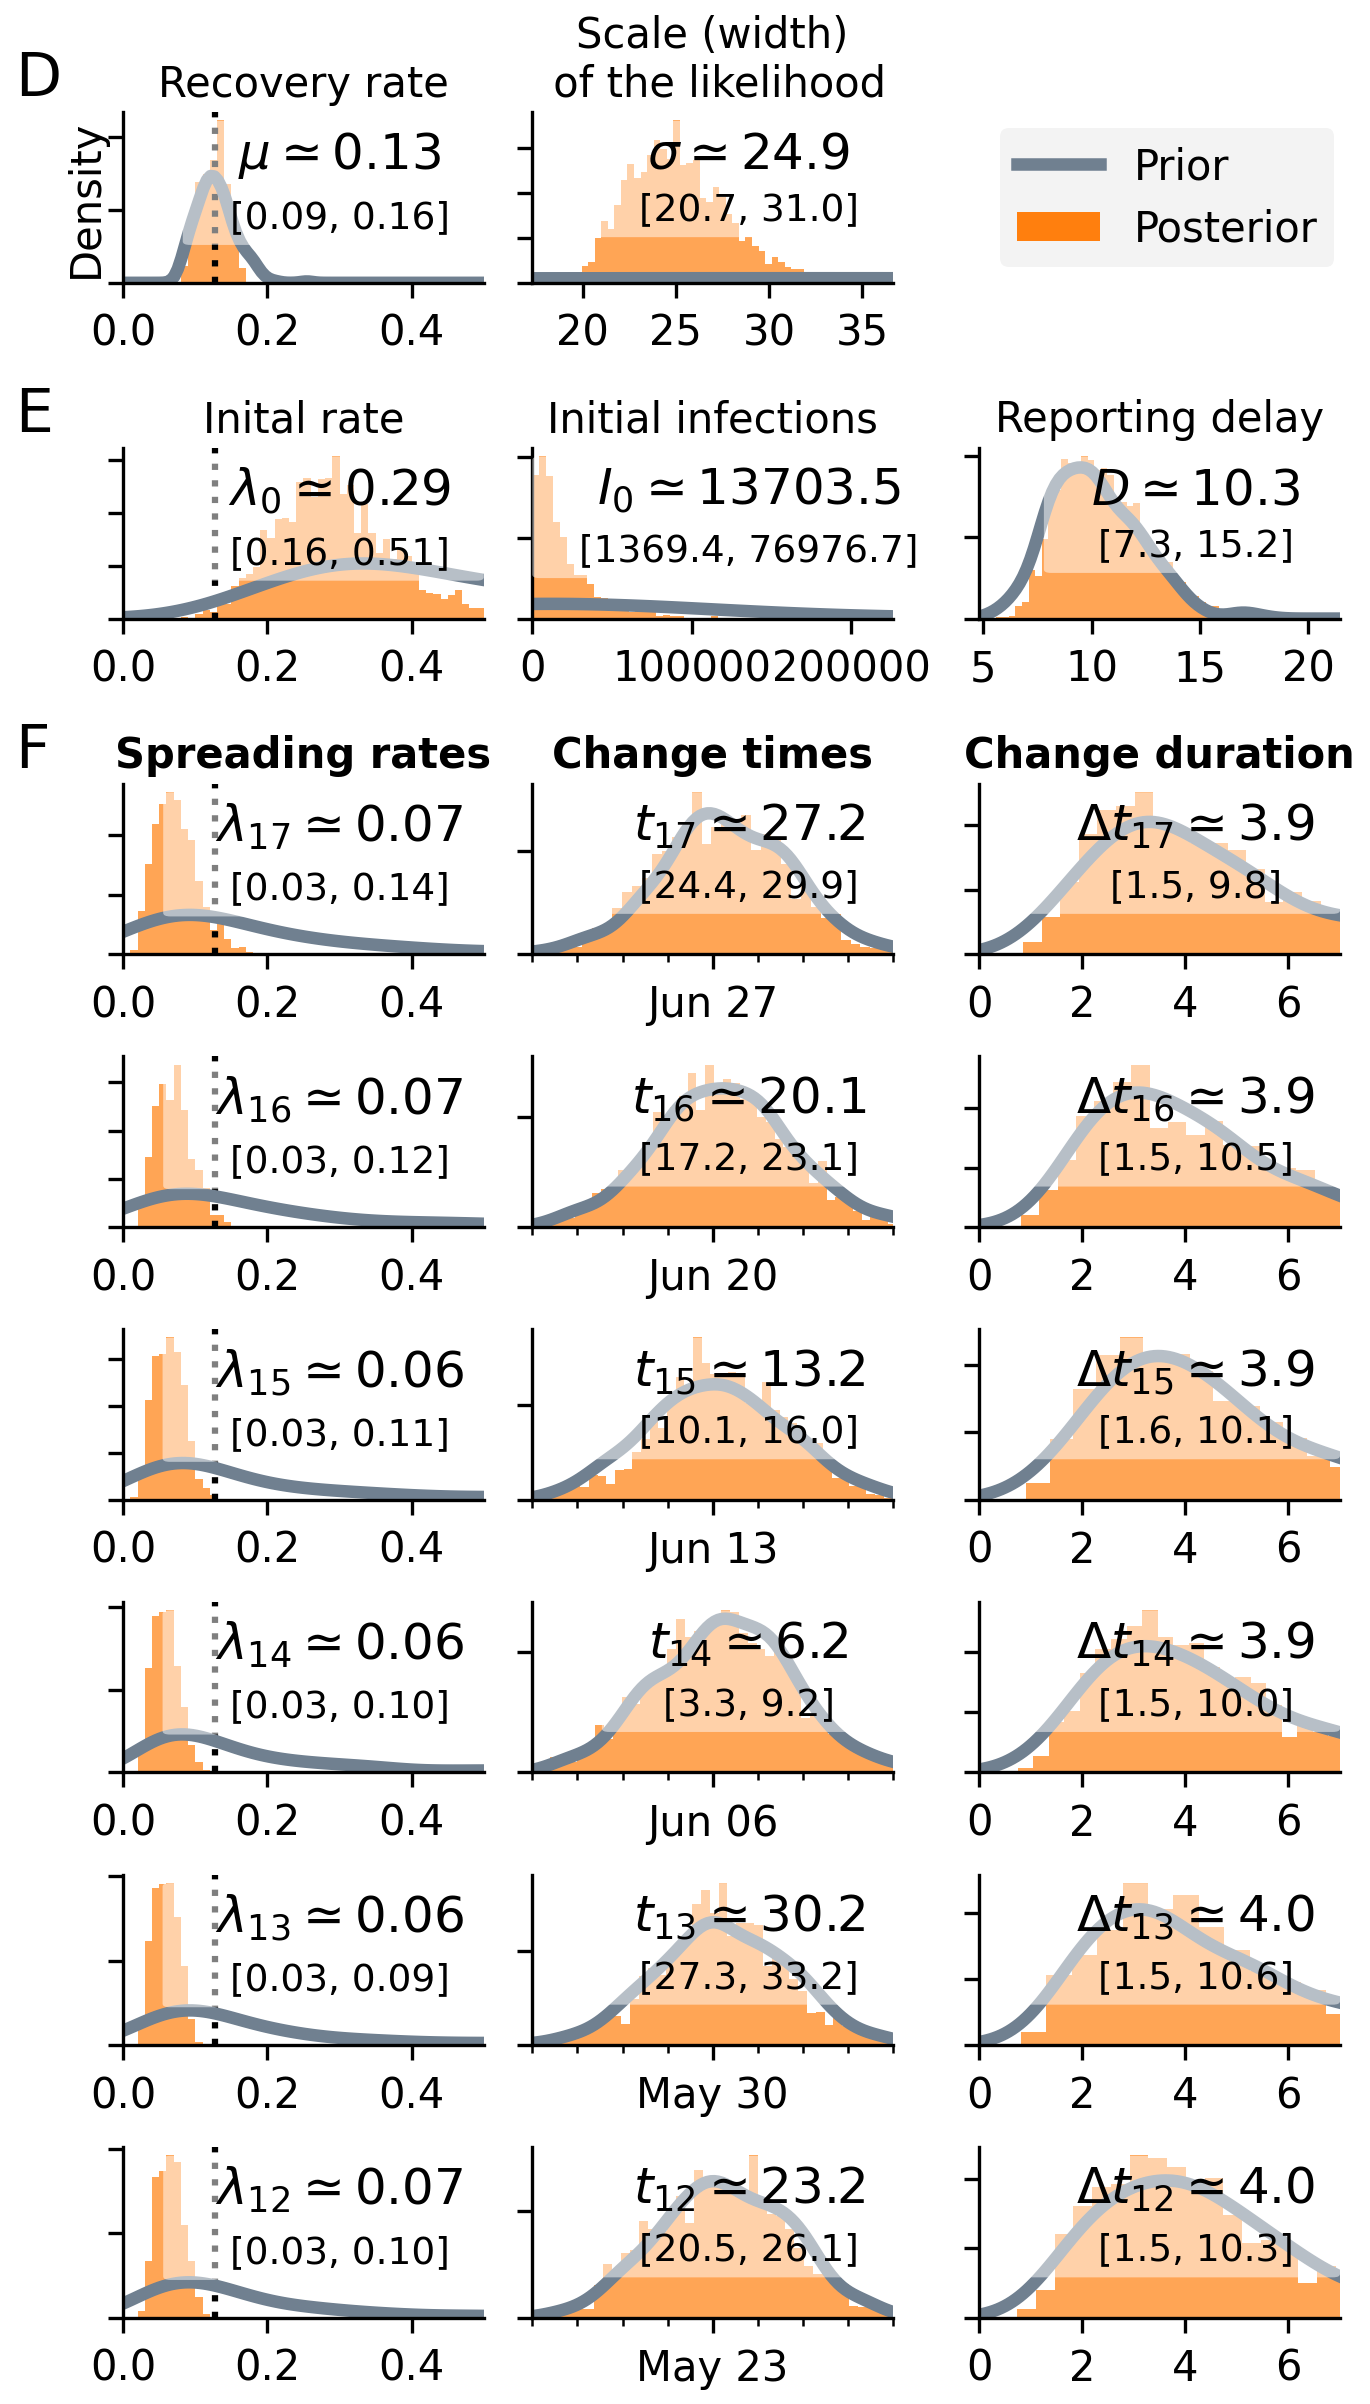 D
Recovery rate
Scale (width)
of the likelihood
Density
μ ≃ 0.13
[0.09, 0.16]
σ ≃ 24.9
[20.7, 31.0]
Prior
Posterior
0.0 0.2 0.4
20 25 30 35
E
Inital rate
Initial infections
Reporting delay
λ0 ≃ 0.29
[0.16, 0.51]
I0 ≃ 13703.5
[1369.4, 76976.7]
D ≃ 10.3
[7.3, 15.2]
0.0 0.2 0.4
0 100000 200000
5 10 15 20
F
Spreading rates
Change times
Change duration
λ17 ≃ 0.07
[0.03, 0.14]
t17 ≃ 27.2
[24.4, 29.9]
Δt17 ≃ 3.9
[1.5, 9.8]
0.0 0.2 0.4
Jun 27
0 2 4 6
λ16 ≃ 0.07
[0.03, 0.12]
t16 ≃ 20.1
[17.2, 23.1]
Δt16 ≃ 3.9
[1.5, 10.5]
0.0 0.2 0.4
Jun 20
0 2 4 6
λ15 ≃ 0.06
[0.03, 0.11]
t15 ≃ 13.2
[10.1, 16.0]
Δt15 ≃ 3.9
[1.6, 10.1]
0.0 0.2 0.4
Jun 13
0 2 4 6
λ14 ≃ 0.06
[0.03, 0.10]
t14 ≃ 6.2
[3.3, 9.2]
Δt14 ≃ 3.9
[1.5, 10.0]
0.0 0.2 0.4
Jun 06
0 2 4 6
λ13 ≃ 0.06
[0.03, 0.09]
t13 ≃ 30.2
[27.3, 33.2]
Δt13 ≃ 4.0
[1.5, 10.6]
0.0 0.2 0.4
May 30
0 2 4 6
λ12 ≃ 0.07
[0.03, 0.10]
t12 ≃ 23.2
[20.5, 26.1]
Δt12 ≃ 4.0
[1.5, 10.3]
0.0 0.2 0.4
May 23
0 2 4 6